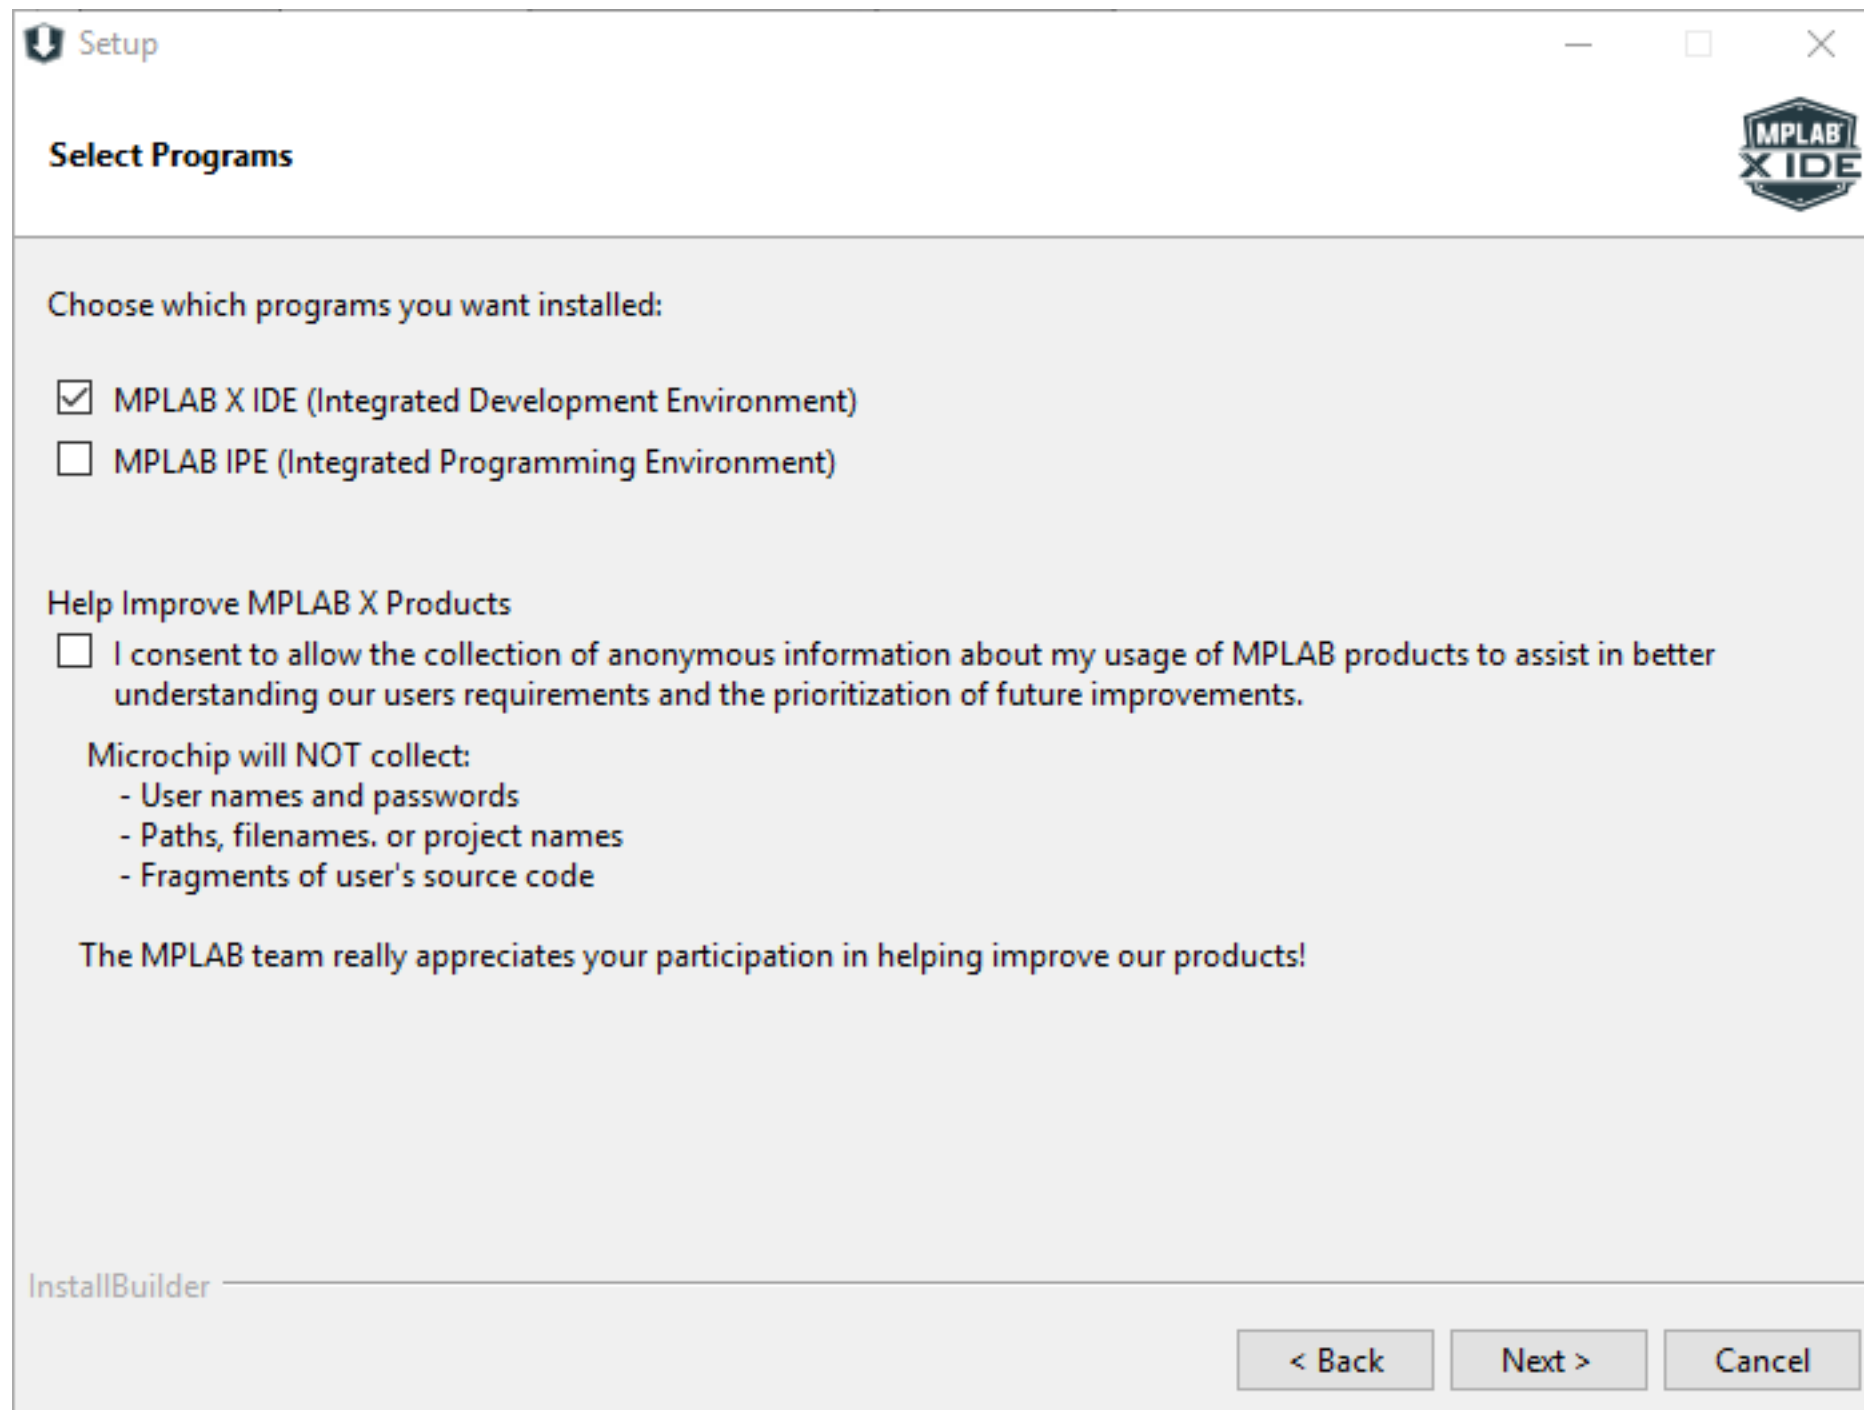 Setup
Select Programs
MPLAB
X IDE
Choose which programs you want installed:
MPLAB X IDE (Integrated Development Environment)
MPLAB IPE (Integrated Programming Environment)
Help Improve MPLAB X Products
I consent to allow the collection of anonymous information about my usage of MPLAB products to assist in better
understanding our users requirements and the prioritization of future improvements.
Microchip will NOT collect:
- User names and passwords
- Paths, filenames. or project names
- Fragments of user's source code
The MPLAB team really appreciates your participation in helping improve our products!
InstallBuilder
< Back
Next >
Cancel